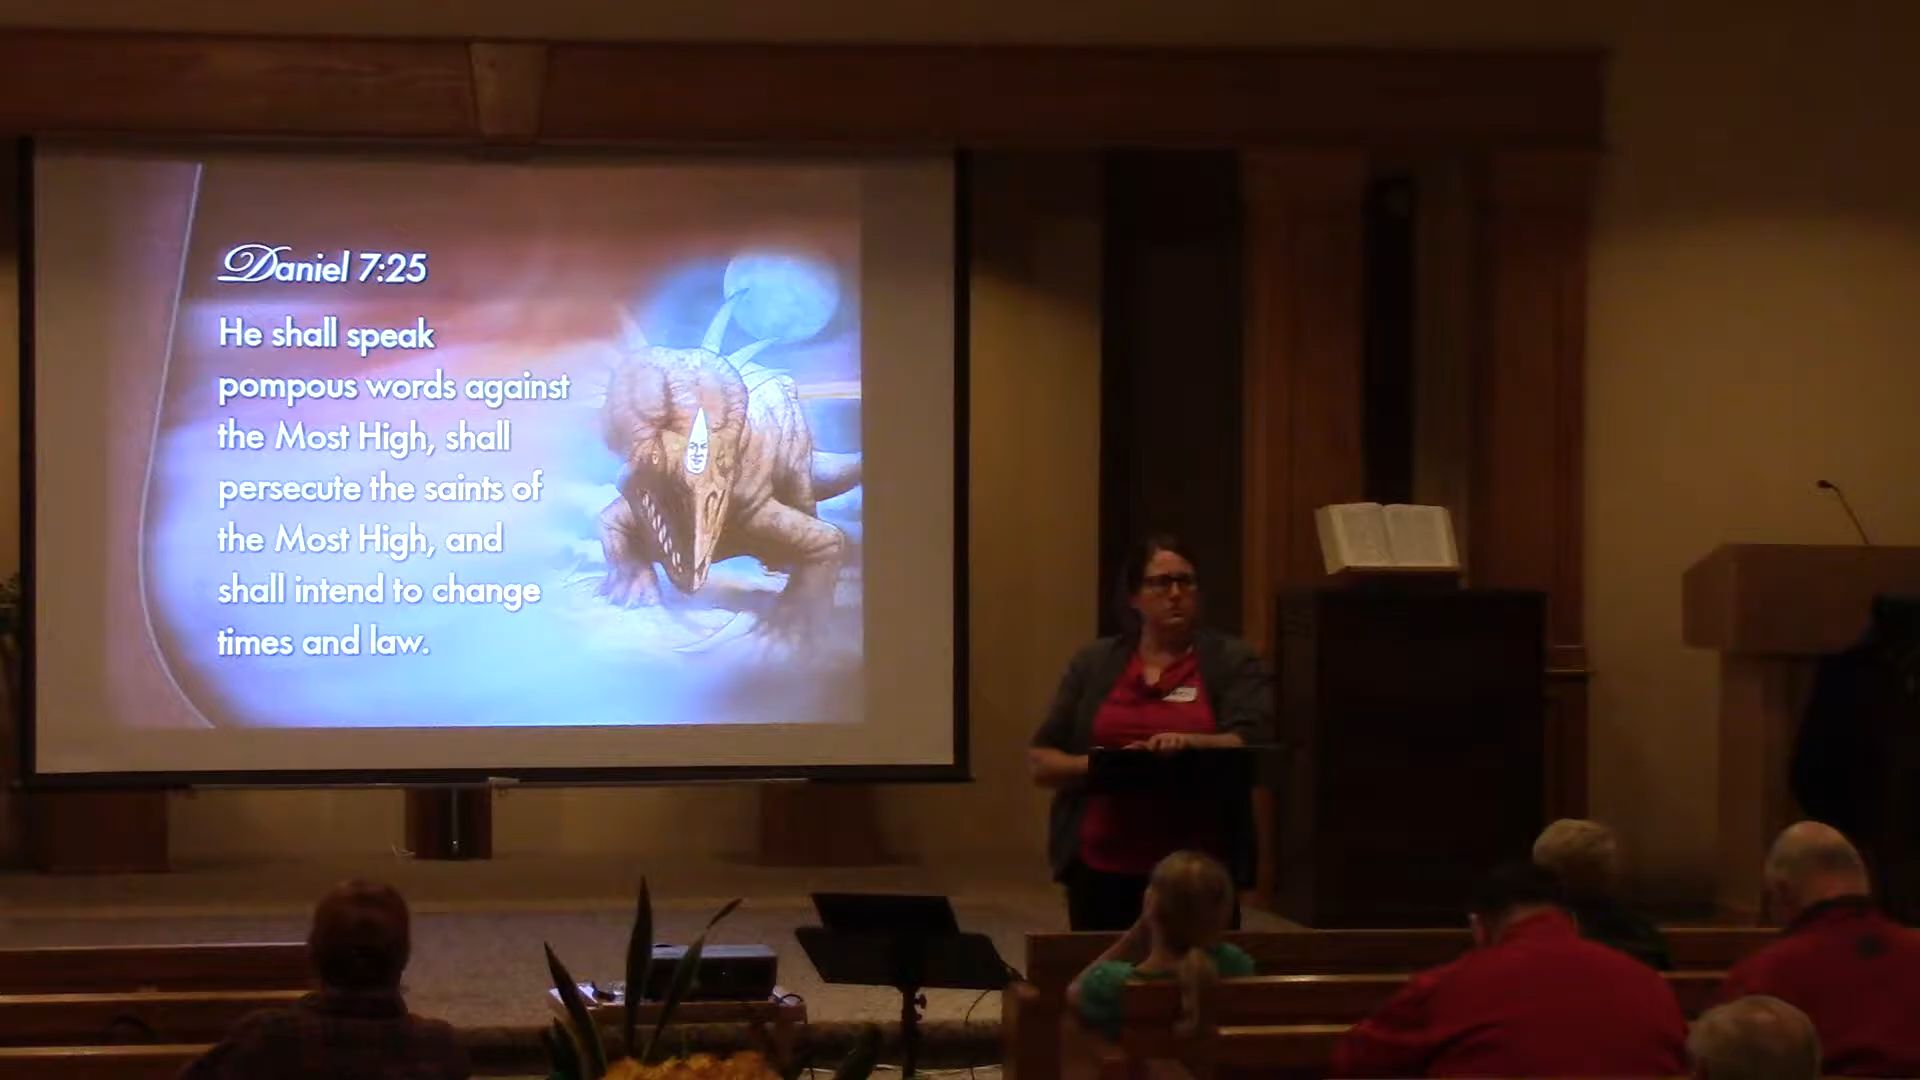 Daniel 7:25
He shall speak
pompous words against
the Most High, shall
persecute the saints of
the Most High, and
shall intend to change
times and law.